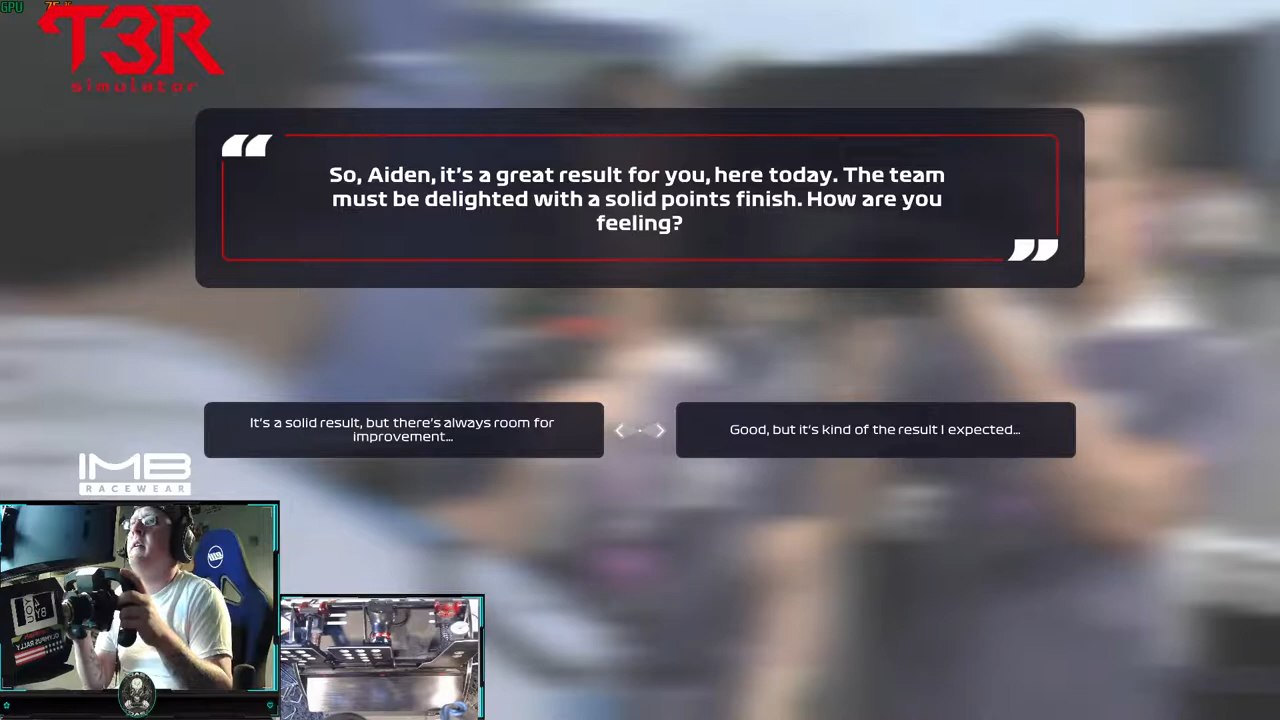 GPU
T3R
simulator
So, Aiden, it's a great result for you, here today. The team
must be delighted with a solid points finish. How are you
feeling?
It's a solid result, but there's always room for
improvement...
Good, but it's kind of the result I expected...
IMB
RACEWEAR